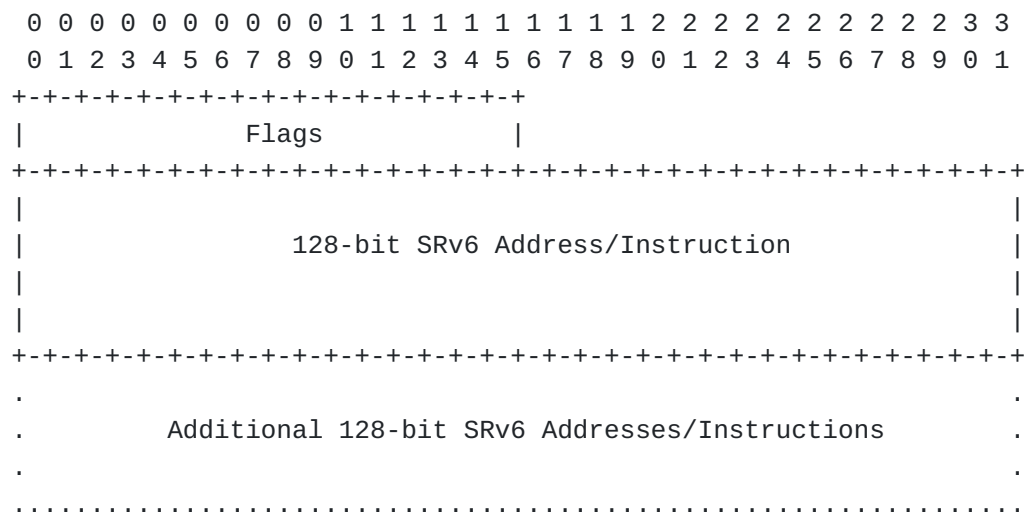 0 0 0 0 0 0 0 0 0 0 1 1 1 1 1 1 1 1 1 1 2 2 2 2 2 2 2 2 2 2 3 3
 0 1 2 3 4 5 6 7 8 9 0 1 2 3 4 5 6 7 8 9 0 1 2 3 4 5 6 7 8 9 0 1
+-+-+-+-+-+-+-+-+-+-+-+-+-+-+-+-+
|              Flags            |
+-+-+-+-+-+-+-+-+-+-+-+-+-+-+-+-+-+-+-+-+-+-+-+-+-+-+-+-+-+-+-+-+
|                                                               |
|                 128-bit SRv6 Address/Instruction              |
|                                                               |
|                                                               |
+-+-+-+-+-+-+-+-+-+-+-+-+-+-+-+-+-+-+-+-+-+-+-+-+-+-+-+-+-+-+-+-+
.                                                               .
.         Additional 128-bit SRv6 Addresses/Instructions        .
.                                                               .
.................................................................